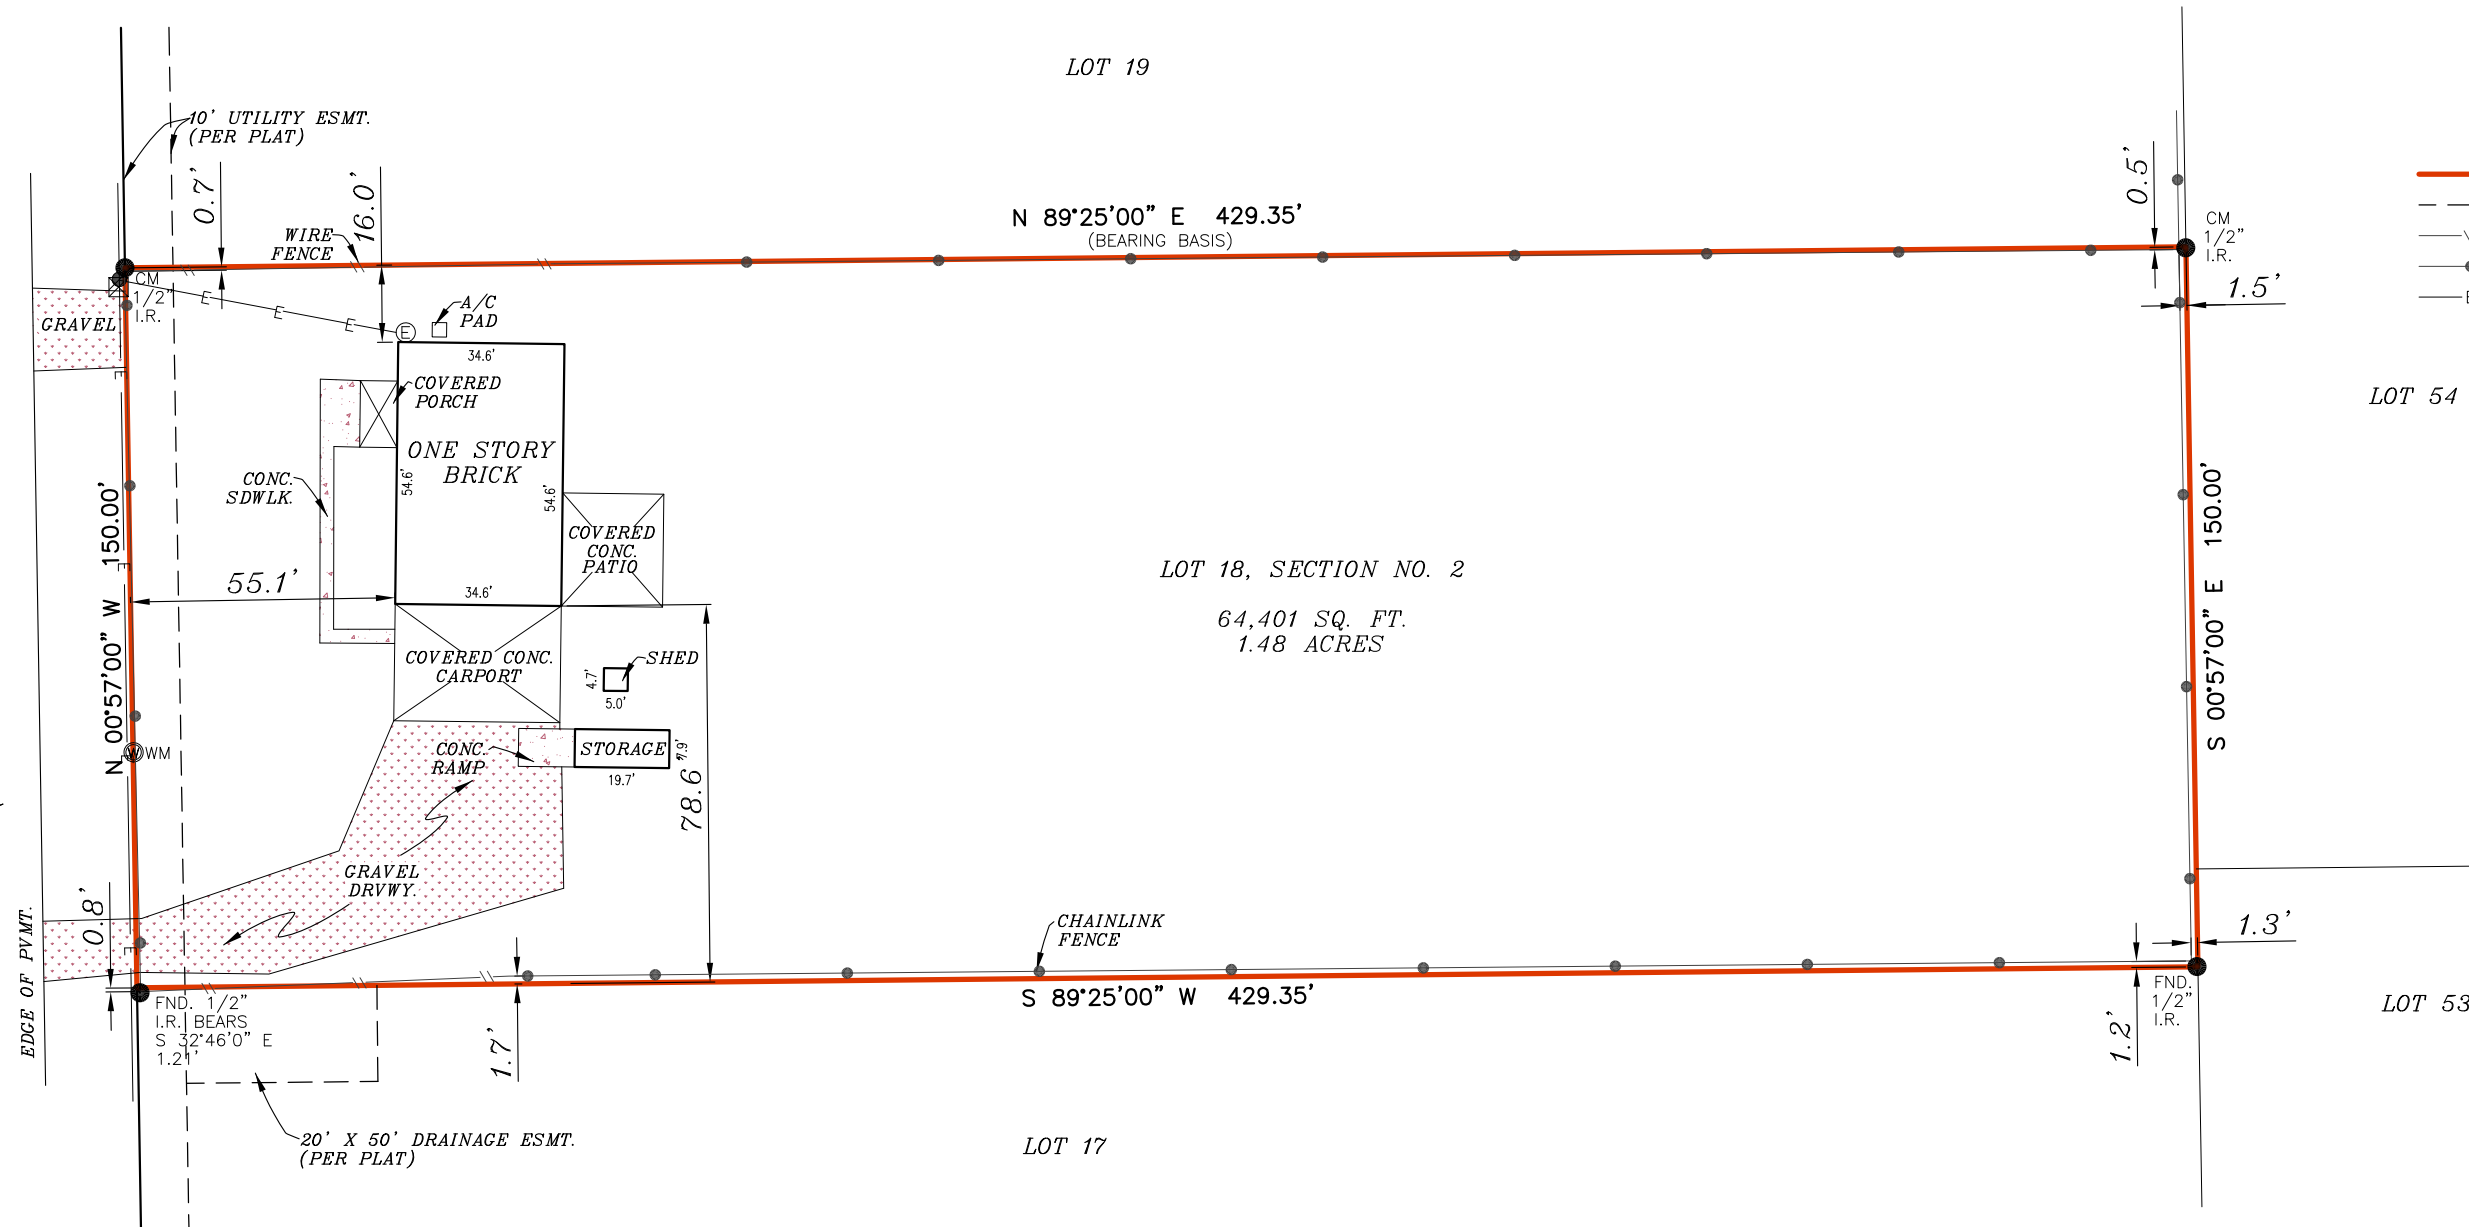 LOT 19
10' UTILITY ESMT.
(PER PLAT)
0.7'
16.0'
0.5'
WIRE
FENCE
N 89°25'00" E 429.35'
(BEARING BASIS)
CM
1/2"
I.R.
CM
1/2"
I.R.
1.5'
E
E
E
A/C
PAD
GRAVEL
E
34.6'
E
COVERED
PORCH
LOT 54
ONE STORY
BRICK
54.6'
54.6'
CONC.
SDWLK.
N 00°57'00" W 150.00'
S 00°57'00" E 150.00'
COVERED
CONC.
PATIO
E
55.1'
34.6'
LOT 18, SECTION NO. 2
64,401 SQ. FT.
1.48 ACRES
COVERED CONC.
CARPORT
SHED
4.7'
5.0'
W WM
CONC.
RAMP
STORAGE
7.9'
19.7'
78.6'
GRAVEL
DRVWY.
0.8'
E
EDGE OF PVMT.
CHAINLINK
FENCE
1.3'
S 89°25'00" W 429.35'
FND. 1/2"
I.R. BEARS
S 32°46'0" E
1.21'
1.7'
1.2'
FND.
1/2"
I.R.
LOT 53
20' X 50' DRAINAGE ESMT.
(PER PLAT)
LOT 17